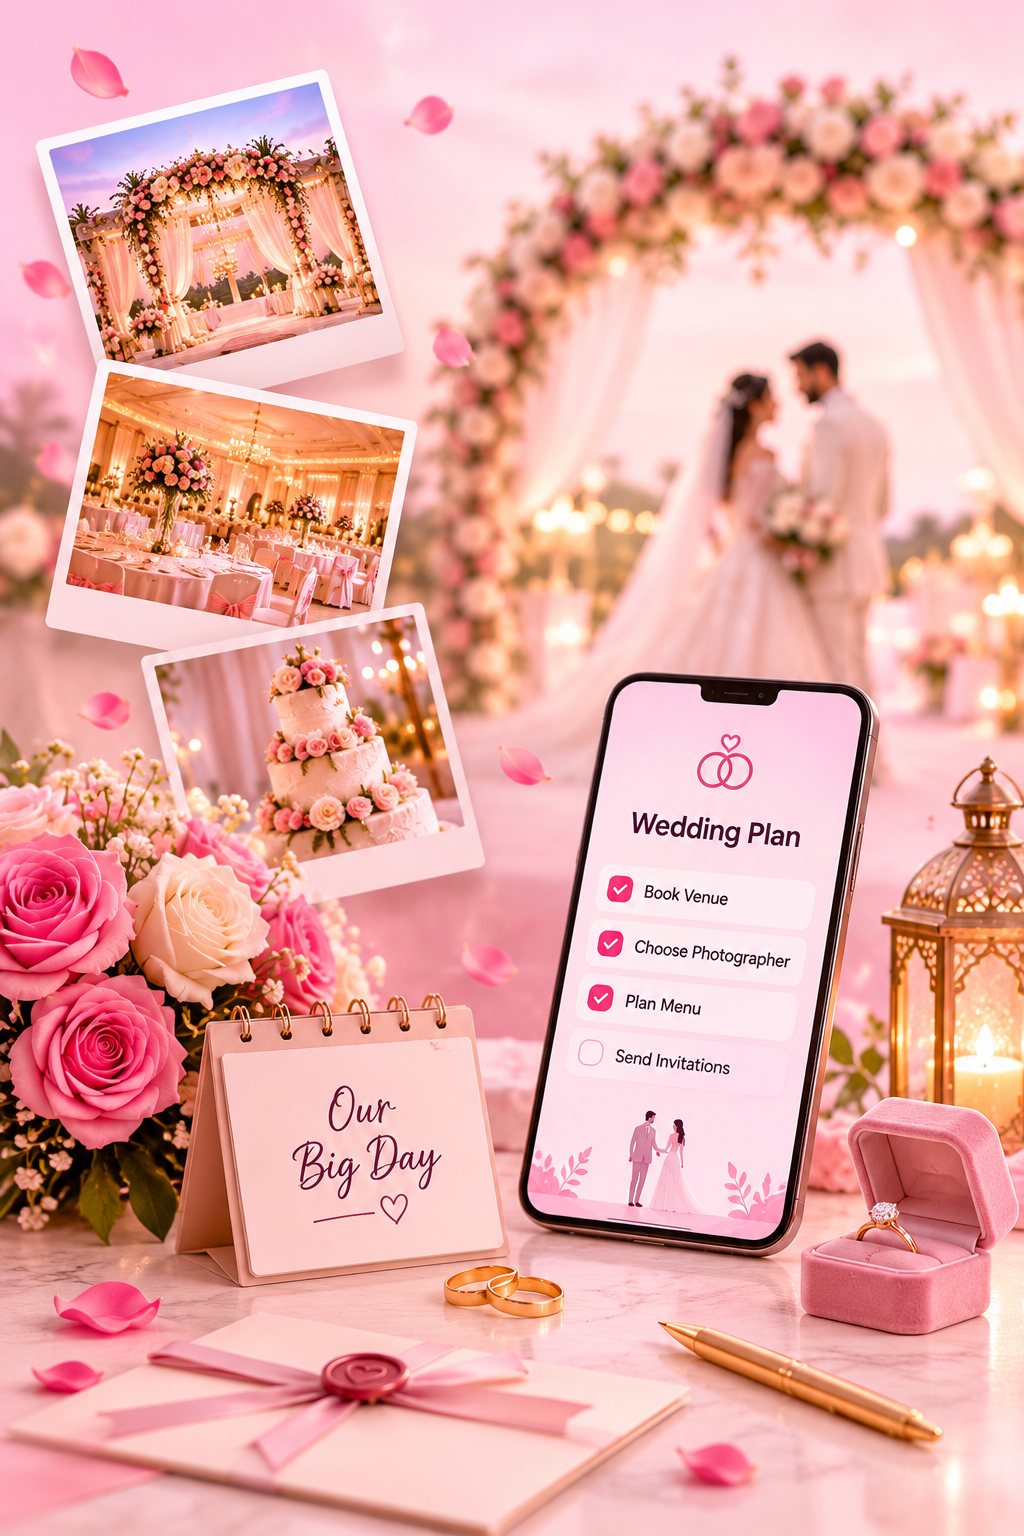 Our
Big Day
Wedding Plan
Book Venue
Choose Photographer
Plan Menu
Send Invitations